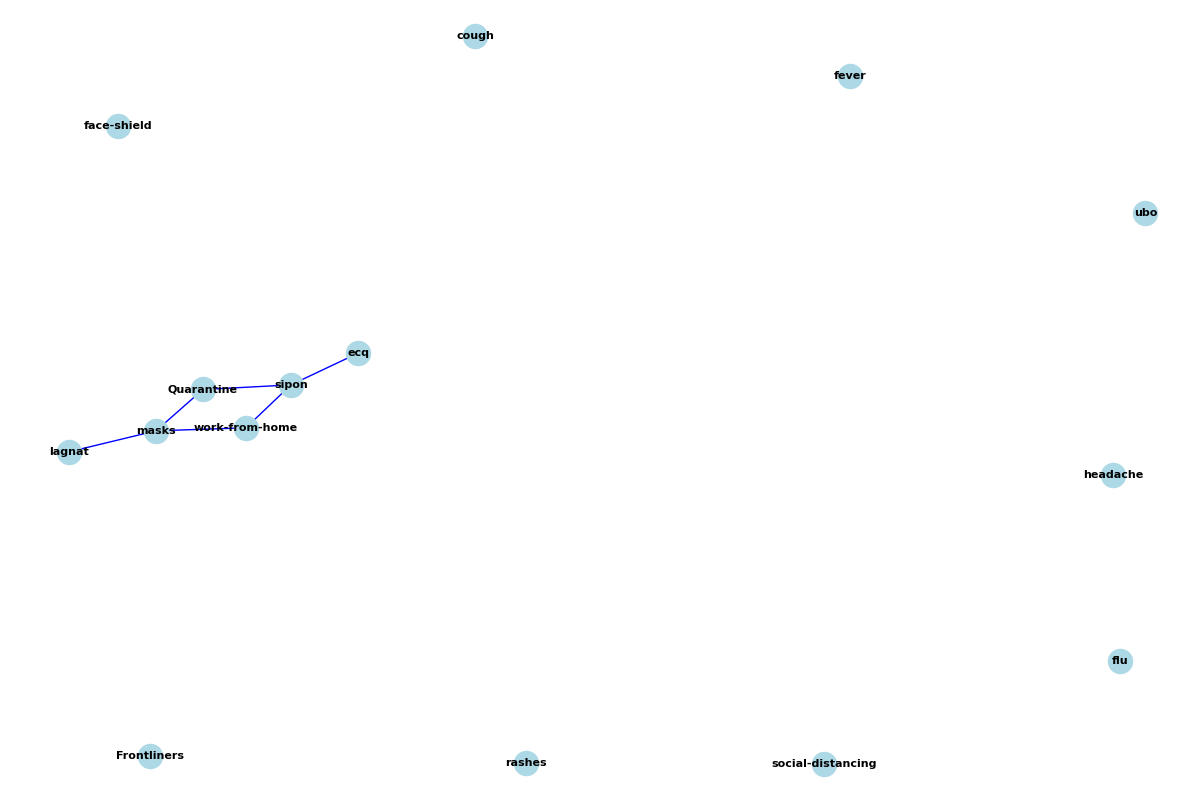 cough
fever
face-shield
ubo
ecq
sipon
Quarantine
work-from-home
masks
lagnat
headache
flu
Frontliners
rashes
social-distancing